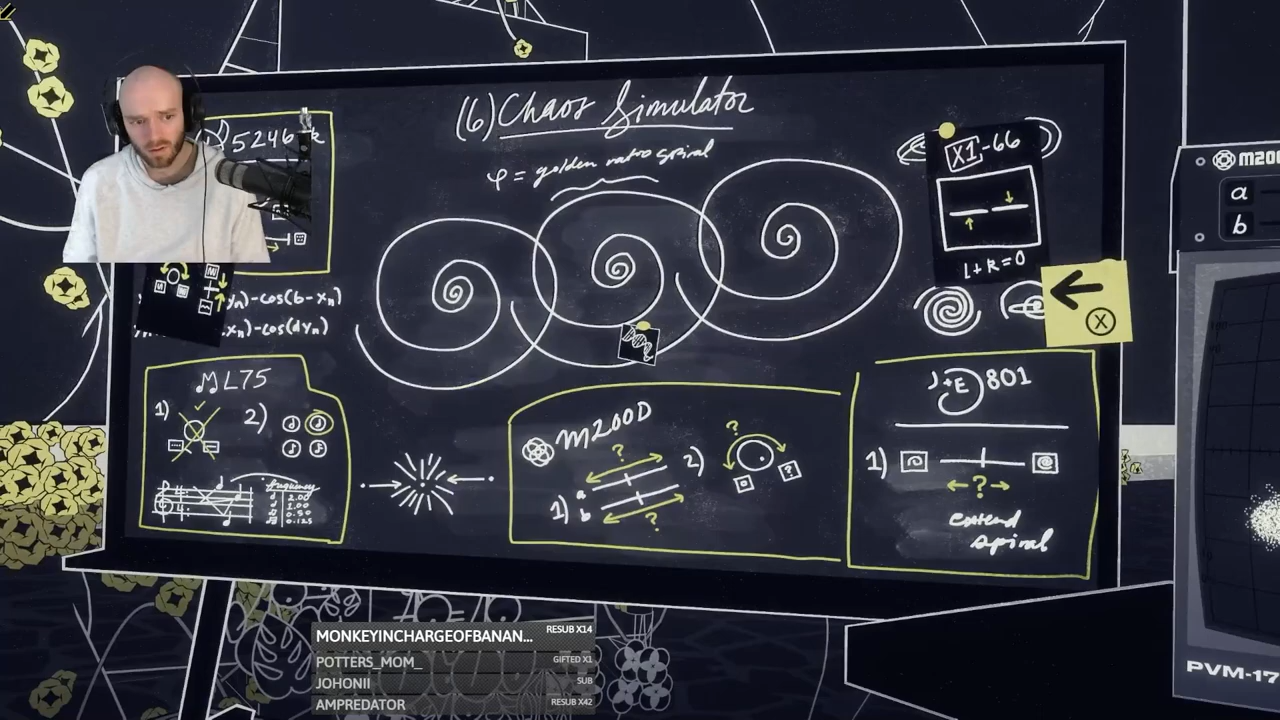 (6) Chaos Simulator
φ = golden ratio spiral
5246
X1-66
L+R=0
X
yn)-cos(b-xn)
xn)-cos(dyn)
ML75
1)
2)
frequency
2.00
1.00
0.50
0.125
M200D
1)
a
b
?
?
2)
?
?
J+E 801
1)
?
extend
spiral
m200
a
b
PVM-17
MONKEYINCHARGEOFBANAN... RESUB X14
POTTERS_MOM_ GIFTED X1
JOHONII SUB
AMPREDATOR RESUB X42